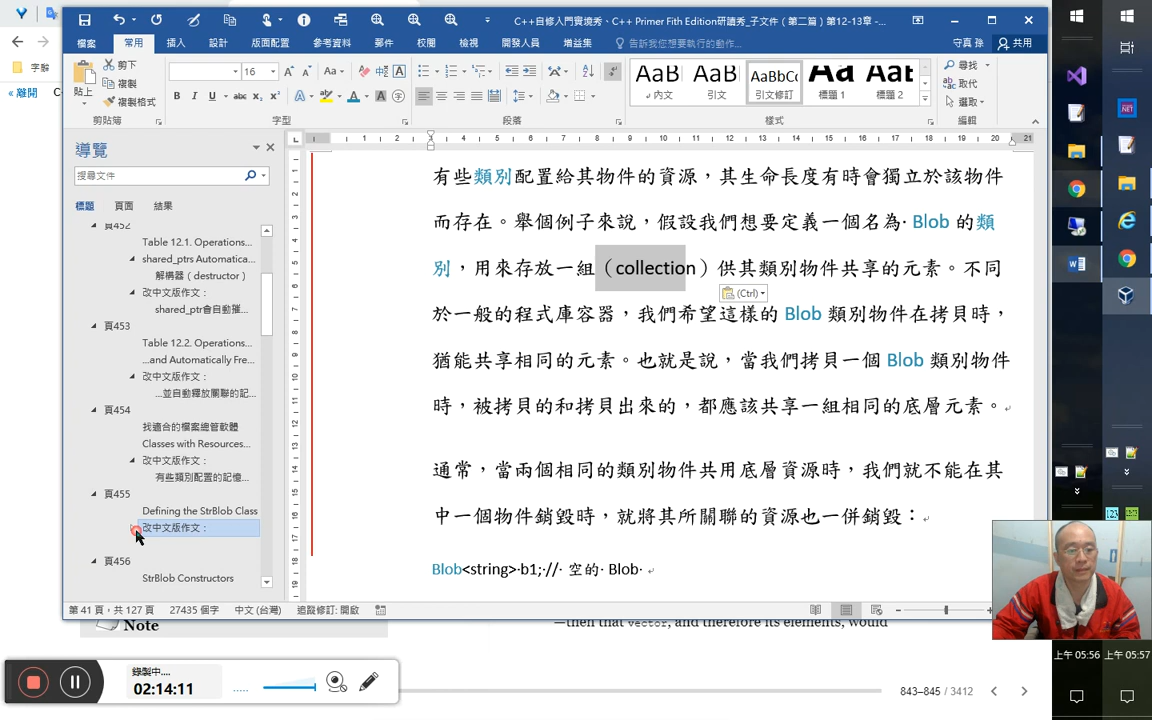 C++自修入門實境秀、C++ Primer Fith Edition研讀秀_子文件（第二篇）第12-13章 -...
檔案 常用 插入 設計 版面配置 參考資料 郵件 校閱 檢視 開發人員 增益集 告訴我您想要執行的動作... 守真 孫 共用
字齡
« 離開
貼上
剪下
複製
複製格式
剪貼簿
16
字型
段落
AaB 內文
AaB 引文
AaBbCc 引文修訂
Aa 標題 1
Aat 標題 2
樣式
尋找
取代
選取
編輯
導覽
搜尋文件
標題 頁面 結果
頁452
Table 12.1. Operations...
shared_ptrs Automatica...
解構器（destructor）
改中文版作文：
shared_ptr會自動摧...
頁453
Table 12.2. Operations...
...and Automatically Fre...
改中文版作文：
...並自動釋放關聯的記...
頁454
找適合的檔案總管軟體
Classes with Resources...
改中文版作文：
有些類別配置的記憶...
頁455
Defining the StrBlob Class
改中文版作文：
頁456
StrBlob Constructors
有些類別配置給其物件的資源，其生命長度有時會獨立於該物件
而存在。舉個例子來說，假設我們想要定義一個名為· Blob 的類
別，用來存放一組（collection）供其類別物件共享的元素。不同
(Ctrl)
於一般的程式庫容器，我們希望這樣的 Blob 類別物件在拷貝時，
猶能共享相同的元素。也就是說，當我們拷貝一個 Blob 類別物件
時，被拷貝的和拷貝出來的，都應該共享一組相同的底層元素。
通常，當兩個相同的類別物件共用底層資源時，我們就不能在其
中一個物件銷毀時，就將其所關聯的資源也一併銷毀：
Blob<string>·b1;·//· 空的· Blob·
第 41 頁，共 127 頁 27435 個字 中文 (台灣) 追蹤修訂: 開啟
Note
—then that vector, and therefore its elements, would
錄製中....
02:14:11
843–845 / 3412
上午 05:56
上午 05:57